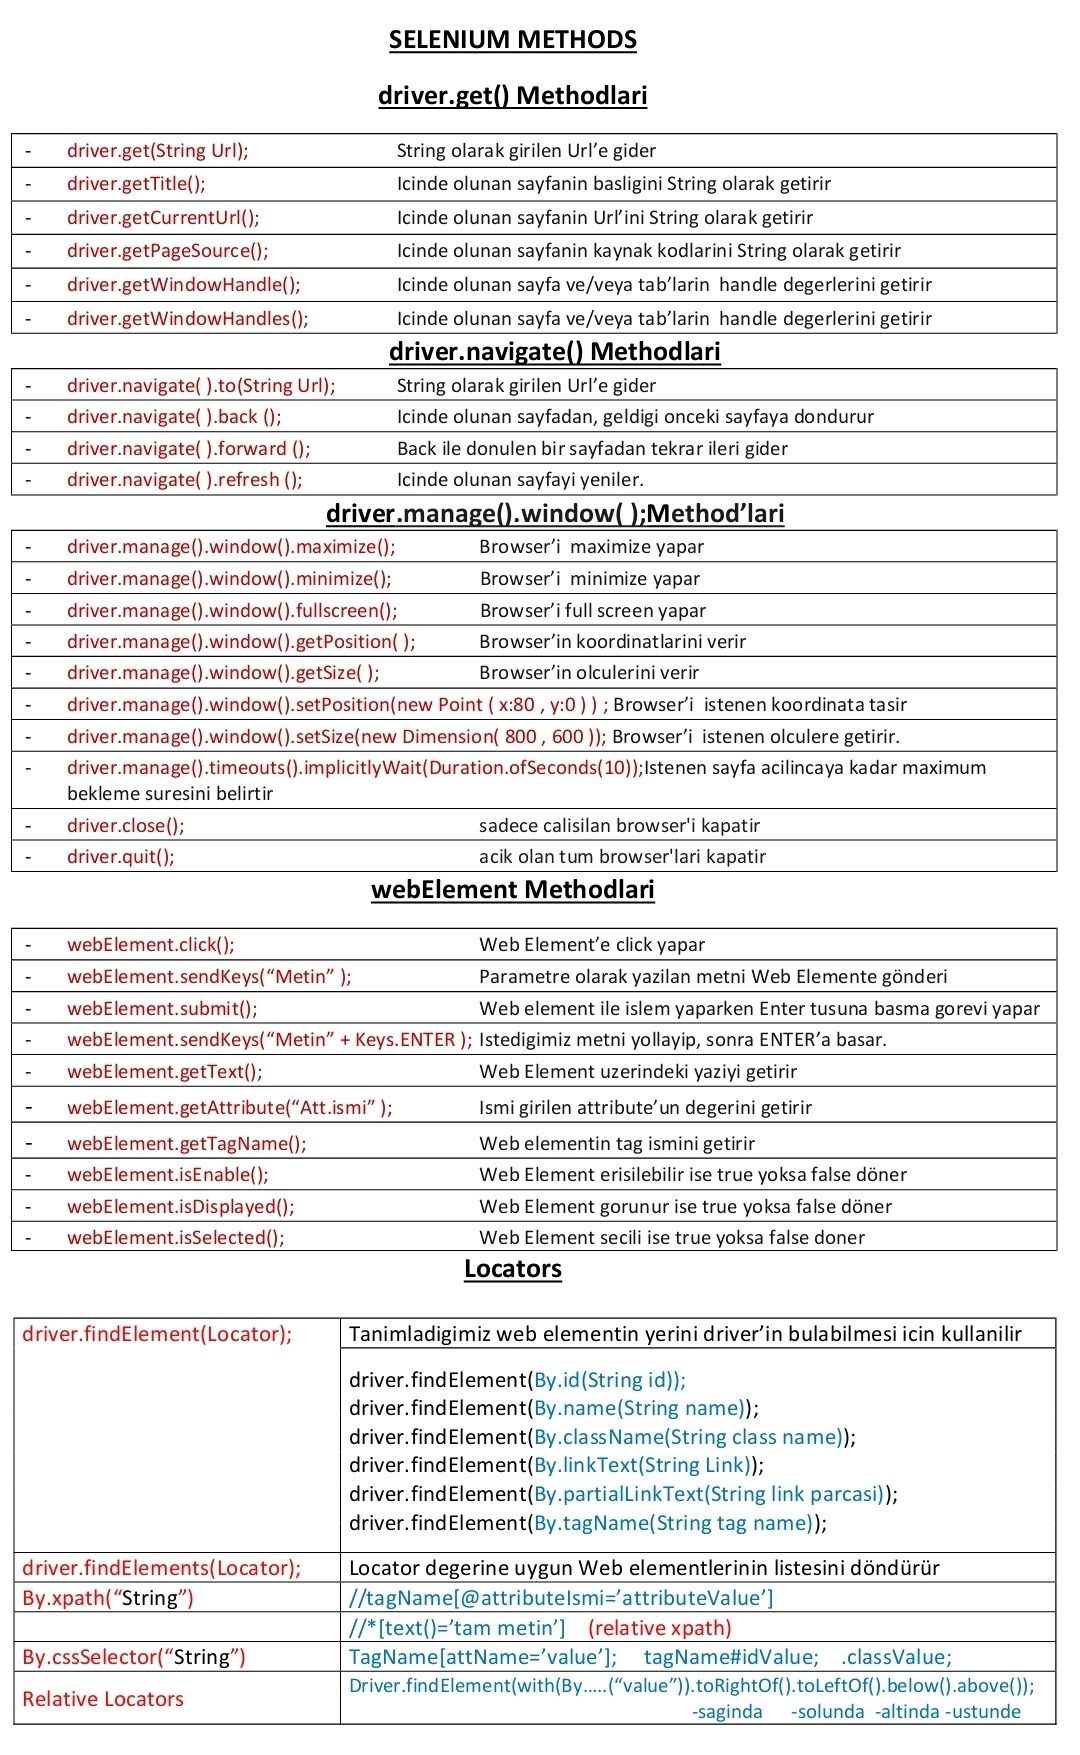 SELENIUM METHODS
driver.get() Methodlari
- driver.get(String Url); String olarak girilen Url’e gider
- driver.getTitle(); Icinde olunan sayfanin basligini String olarak getirir
- driver.getCurrentUrl(); Icinde olunan sayfanin Url’ini String olarak getirir
- driver.getPageSource(); Icinde olunan sayfanin kaynak kodlarini String olarak getirir
- driver.getWindowHandle(); Icinde olunan sayfa ve/veya tab’larin handle degerlerini getirir
- driver.getWindowHandles(); Icinde olunan sayfa ve/veya tab’larin handle degerlerini getirir
driver.navigate() Methodlari
- driver.navigate( ).to(String Url); String olarak girilen Url’e gider
- driver.navigate( ).back (); Icinde olunan sayfadan, geldigi onceki sayfaya dondurur
- driver.navigate( ).forward (); Back ile donulen bir sayfadan tekrar ileri gider
- driver.navigate( ).refresh (); Icinde olunan sayfayi yeniler.
driver.manage().window( );Method’lari
- driver.manage().window().maximize(); Browser’i maximize yapar
- driver.manage().window().minimize(); Browser’i minimize yapar
- driver.manage().window().fullscreen(); Browser’i full screen yapar
- driver.manage().window().getPosition( ); Browser’in koordinatlarini verir
- driver.manage().window().getSize( ); Browser’in olculerini verir
- driver.manage().window().setPosition(new Point ( x:80 , y:0 ) ) ; Browser’i istenen koordinata tasir
- driver.manage().window().setSize(new Dimension( 800 , 600 )); Browser’i istenen olculere getirir.
- driver.manage().timeouts().implicitlyWait(Duration.ofSeconds(10));Istenen sayfa acilincaya kadar maximum
bekleme suresini belirtir
- driver.close(); sadece calisilan browser'i kapatir
- driver.quit(); acik olan tum browser'lari kapatir
webElement Methodlari
- webElement.click(); Web Element’e click yapar
- webElement.sendKeys(“Metin” ); Parametre olarak yazilan metni Web Elemente gönderi
- webElement.submit(); Web element ile islem yaparken Enter tusuna basma gorevi yapar
- webElement.sendKeys(“Metin” + Keys.ENTER ); Istedigimiz metni yollayip, sonra ENTER’a basar.
- webElement.getText(); Web Element uzerindeki yaziyi getirir
- webElement.getAttribute(“Att.ismi” ); Ismi girilen attribute’un degerini getirir
- webElement.getTagName(); Web elementin tag ismini getirir
- webElement.isEnable(); Web Element erisilebilir ise true yoksa false döner
- webElement.isDisplayed(); Web Element gorunur ise true yoksa false döner
- webElement.isSelected(); Web Element secili ise true yoksa false doner
Locators
driver.findElement(Locator); Tanimladigimiz web elementin yerini driver’in bulabilmesi icin kullanilir
driver.findElement(By.id(String id));
driver.findElement(By.name(String name));
driver.findElement(By.className(String class name));
driver.findElement(By.linkText(String Link));
driver.findElement(By.partialLinkText(String link parcasi));
driver.findElement(By.tagName(String tag name));
driver.findElements(Locator); Locator degerine uygun Web elementlerinin listesini döndürür
By.xpath(“String”) //tagName[@attributeIsmi=’attributeValue’]
//*[text()=’tam metin’] (relative xpath)
By.cssSelector(“String”) TagName[attName=’value’]; tagName#idValue; .classValue;
Relative Locators Driver.findElement(with(By.....(“value”)).toRightOf().toLeftOf().below().above());
-saginda -solunda -altinda -ustunde